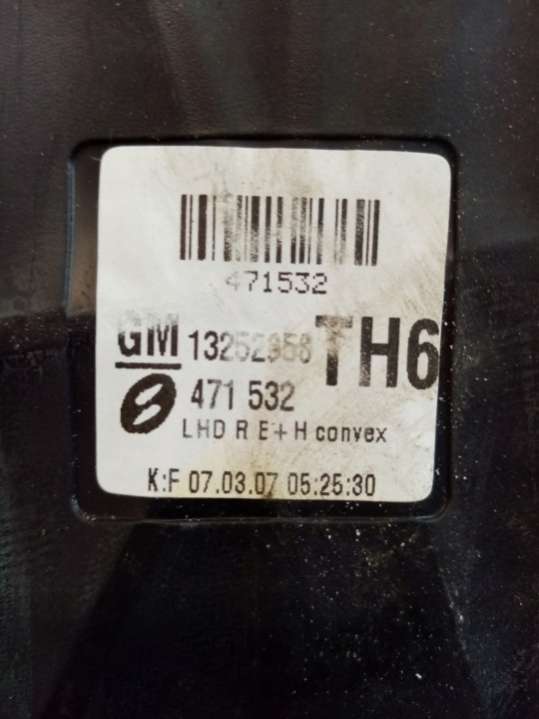 471532
GM 13252958 TH6
471 532
LHD R E+H convex
K:F 07.03.07 05:25:30